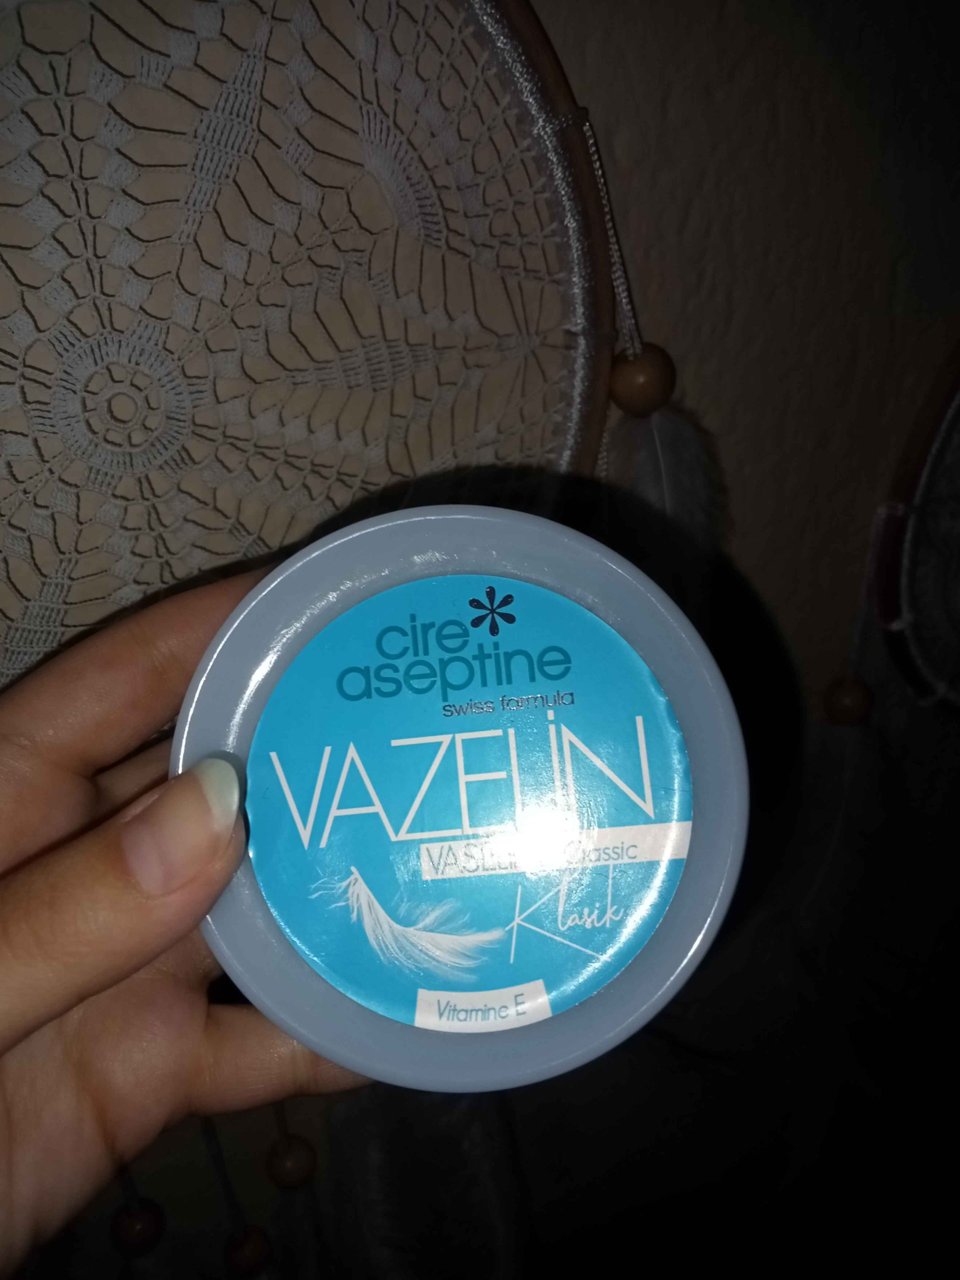 cire
aseptine
swiss formula
VAZELİN
Classic
Klasik
Vitamine E